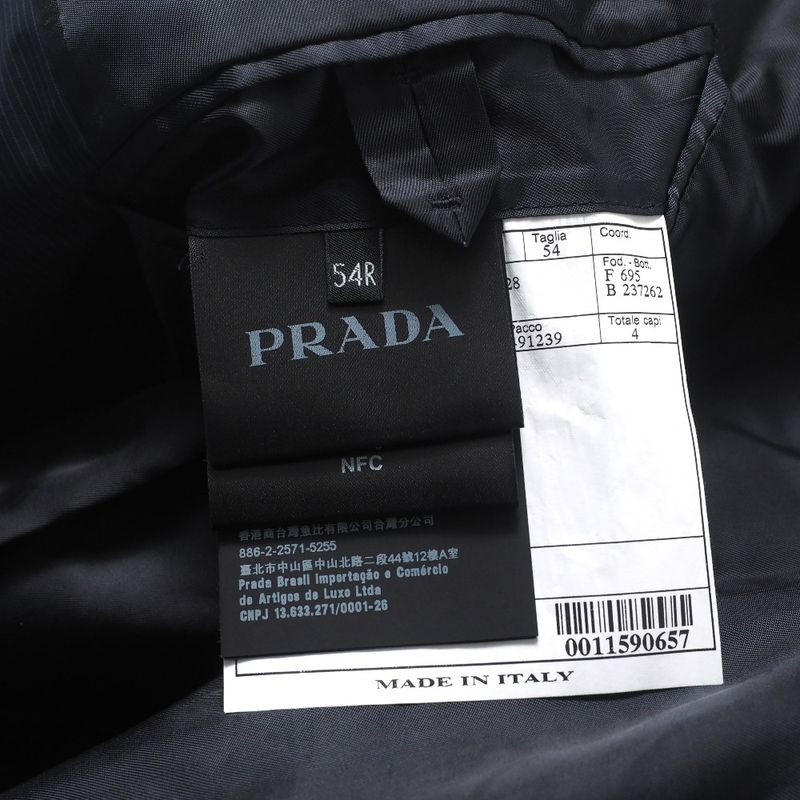 54R
PRADA
NFC
香港商台灣魚比有限公司台灣分公司
886-2-2571-5255
臺北市中山區中山北路二段44號12樓A室
Prada Brasil Importação e Comércio
de Artigos de Luxo Ltda
CNPJ 13.633.271/0001-26
Taglia
54
Coord.
28
Fod. - Bott.
F 695
B 237262
Pacco
491239
Totale capi
4
0011590657
MADE IN ITALY